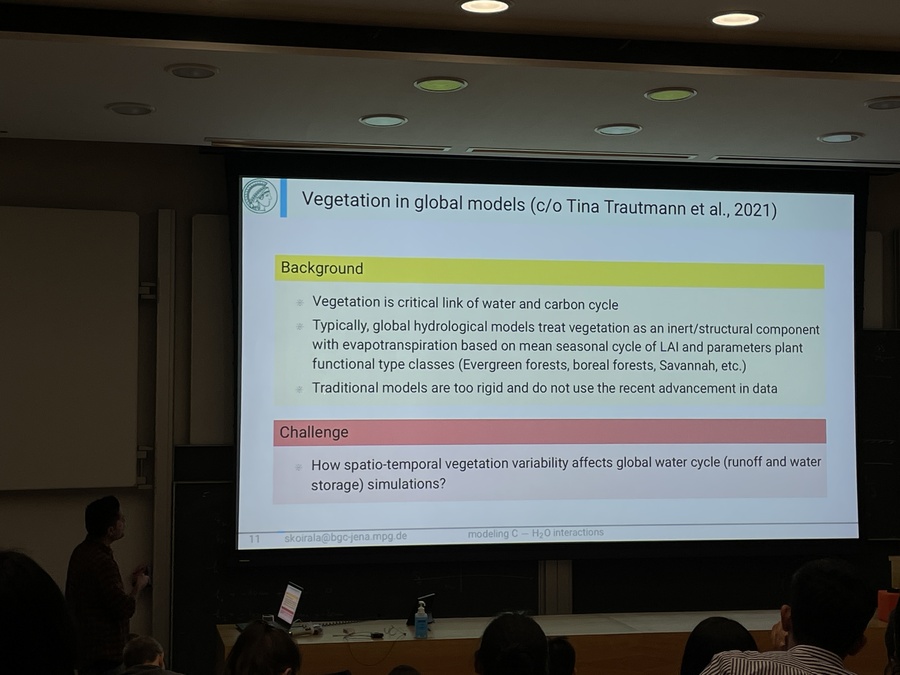 Vegetation in global models (c/o Tina Trautmann et al., 2021)
Background
Vegetation is critical link of water and carbon cycle
Typically, global hydrological models treat vegetation as an inert/structural component
with evapotranspiration based on mean seasonal cycle of LAI and parameters plant
functional type classes (Evergreen forests, boreal forests, Savannah, etc.)
Traditional models are too rigid and do not use the recent advancement in data
Challenge
How spatio-temporal vegetation variability affects global water cycle (runoff and water
storage) simulations?
11 skoirala@bgc-jena.mpg.de modeling C – H₂O interactions